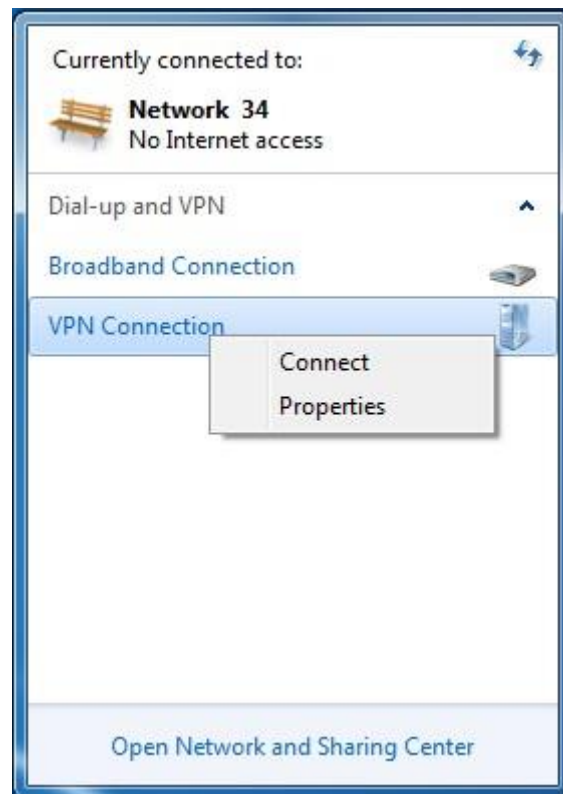 Currently connected to:
Network 34
No Internet access
Dial-up and VPN
Broadband Connection
VPN Connection
Connect
Properties
Open Network and Sharing Center